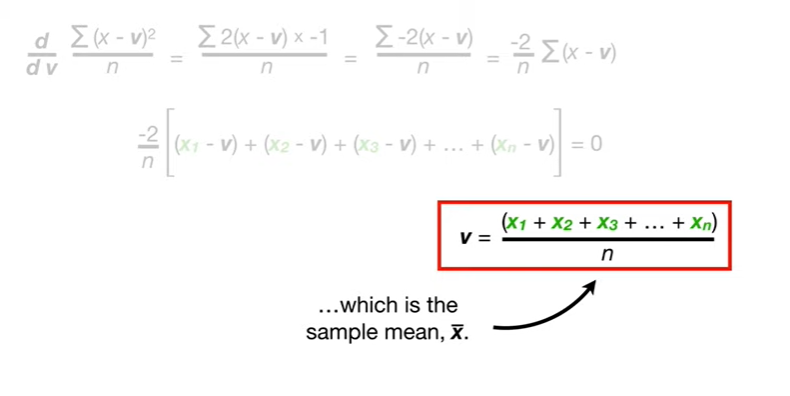 d/dv ∑ (x - v)²/n = ∑ 2(x - v) × -1/n = ∑ -2(x - v)/n = -2/n ∑(x - v)
-2/n [(x₁ - v) + (x₂ - v) + (x₃ - v) + … + (xₙ - v)] = 0
v = (x₁ + x₂ + x₃ + … + xₙ)/n
…which is the
sample mean, x̄.